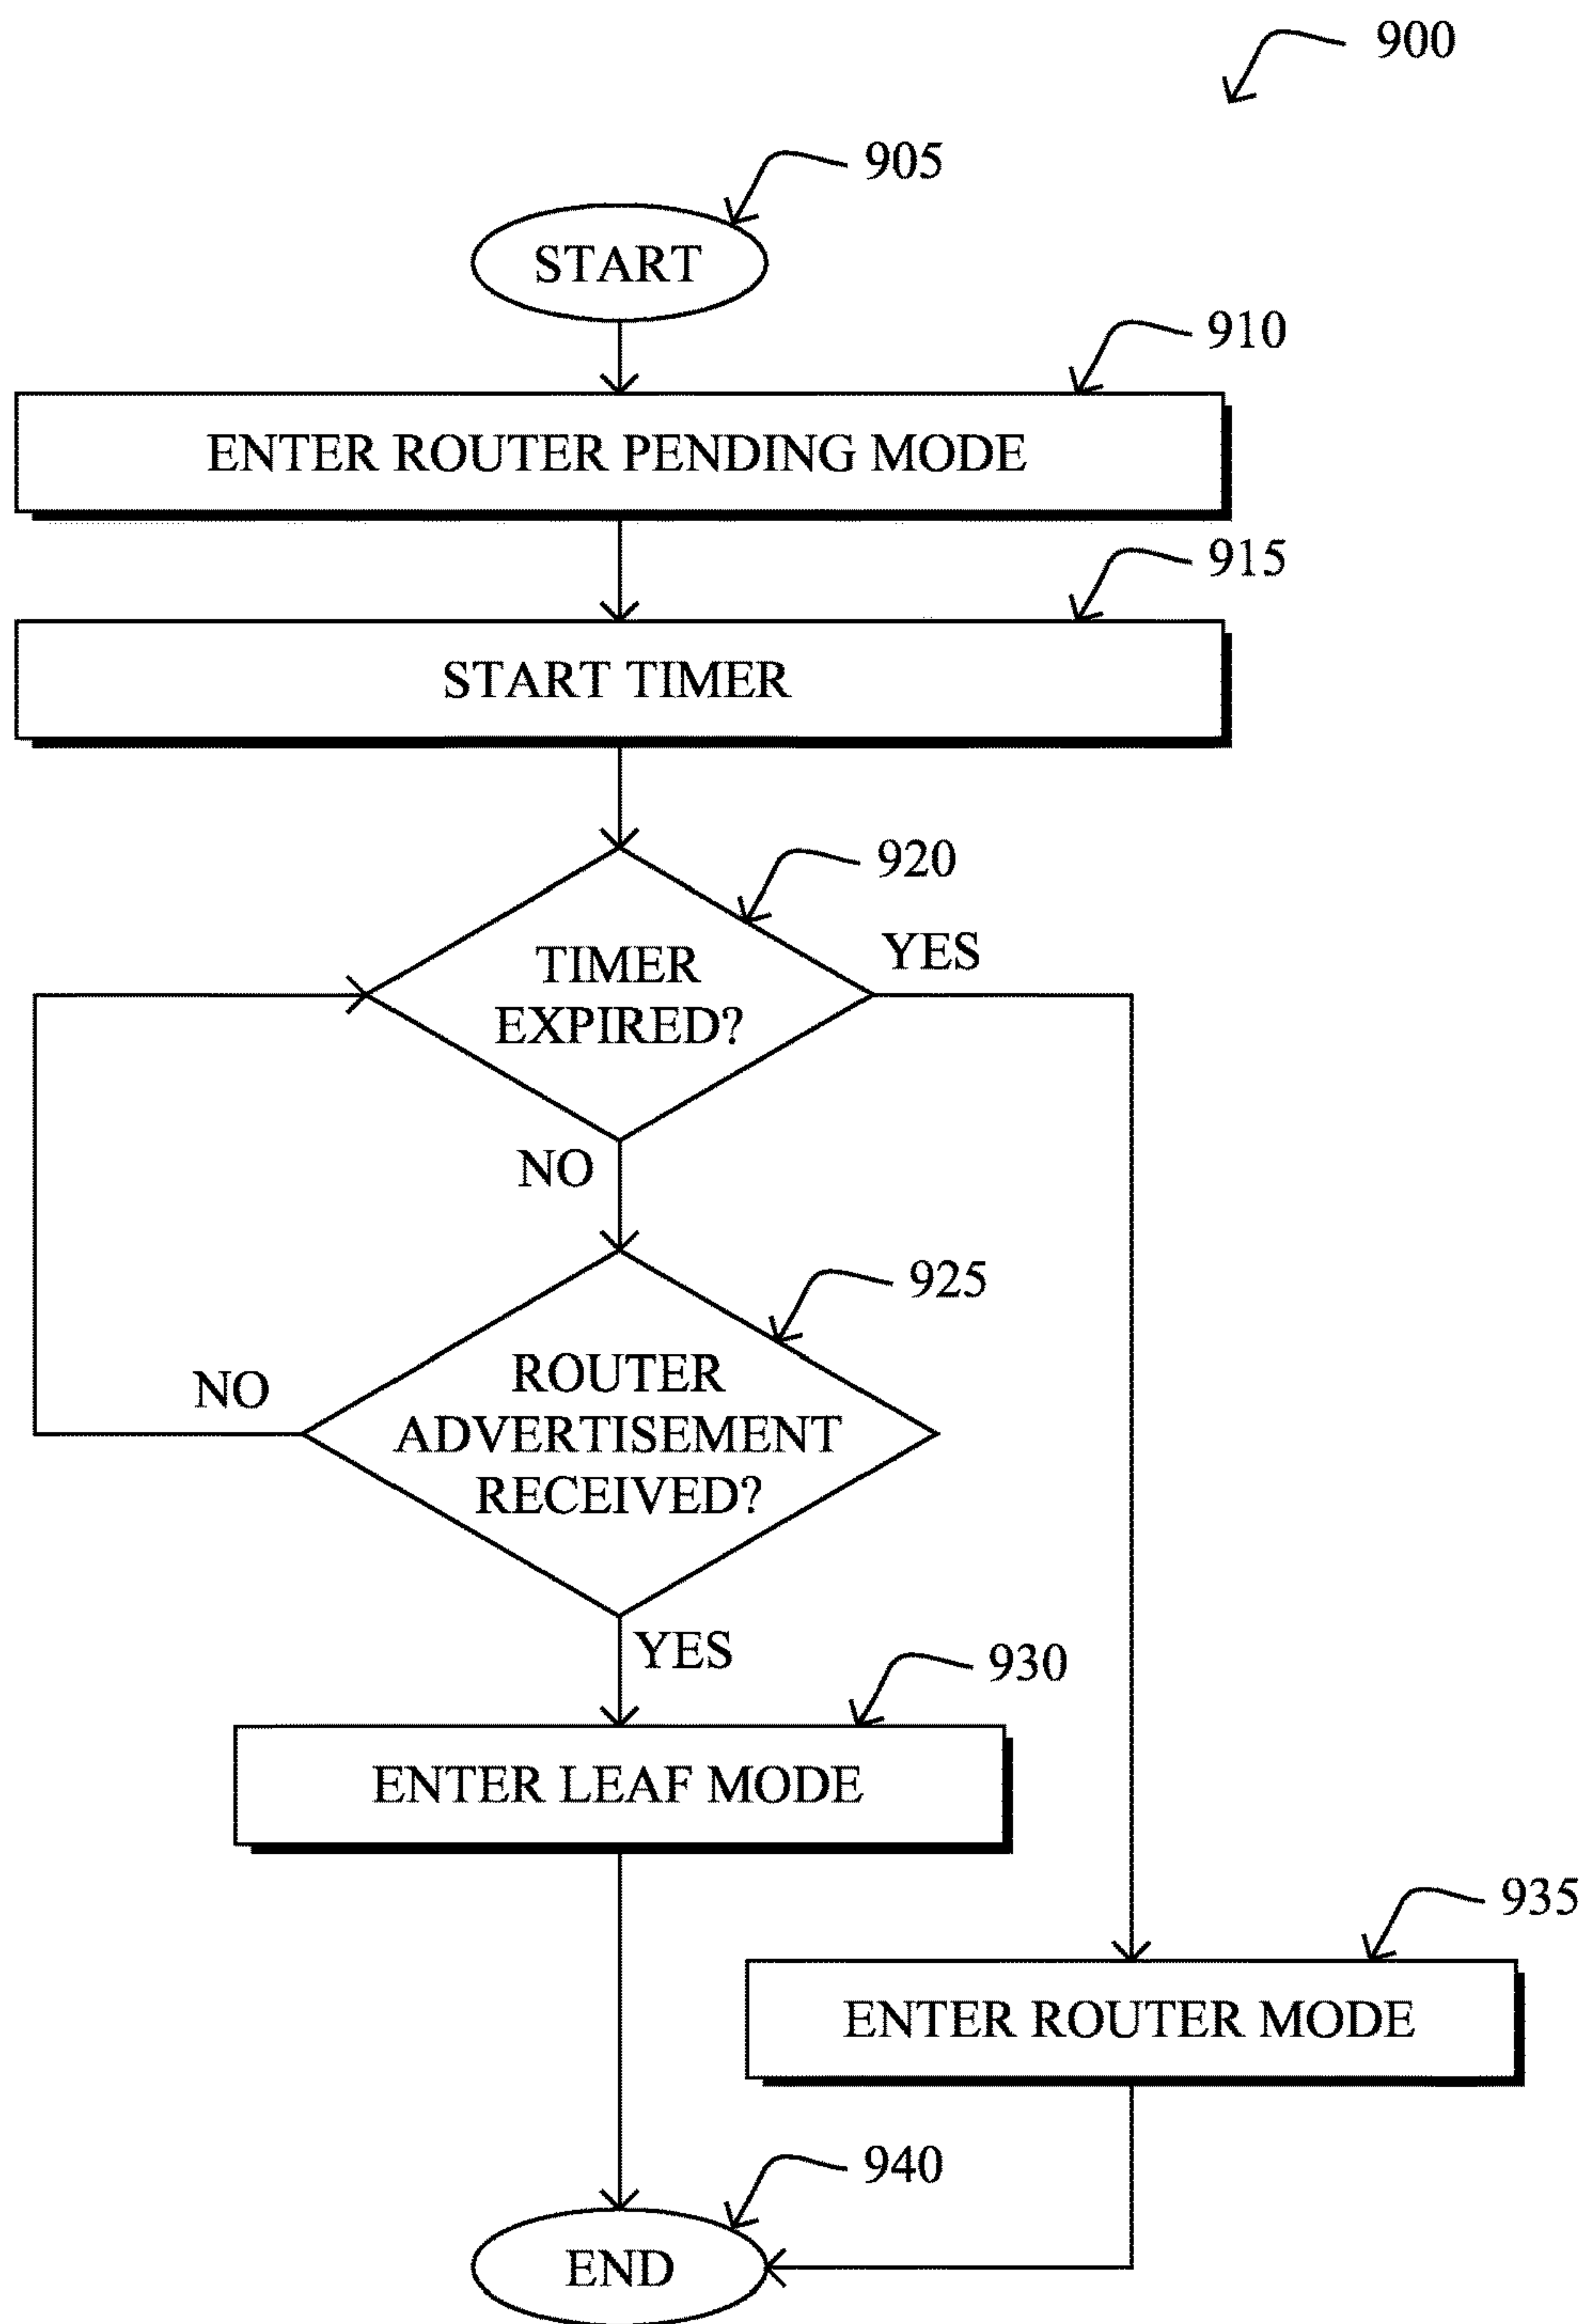 900
905
START
910
ENTER ROUTER PENDING MODE
915
START TIMER
920
YES
TIMER
EXPIRED?
NO
925
ROUTER
ADVERTISEMENT
RECEIVED?
NO
YES
930
ENTER LEAF MODE
935
ENTER ROUTER MODE
940
END